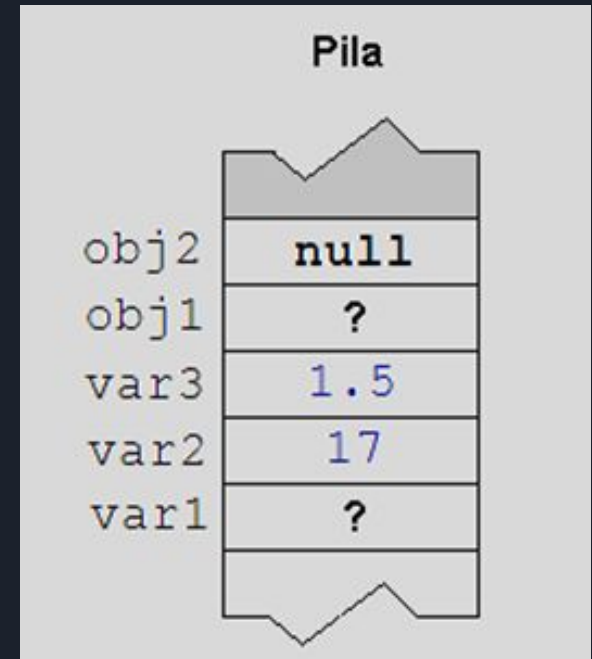 Pila
obj2 null
obj1 ?
var3 1.5
var2 17
var1 ?